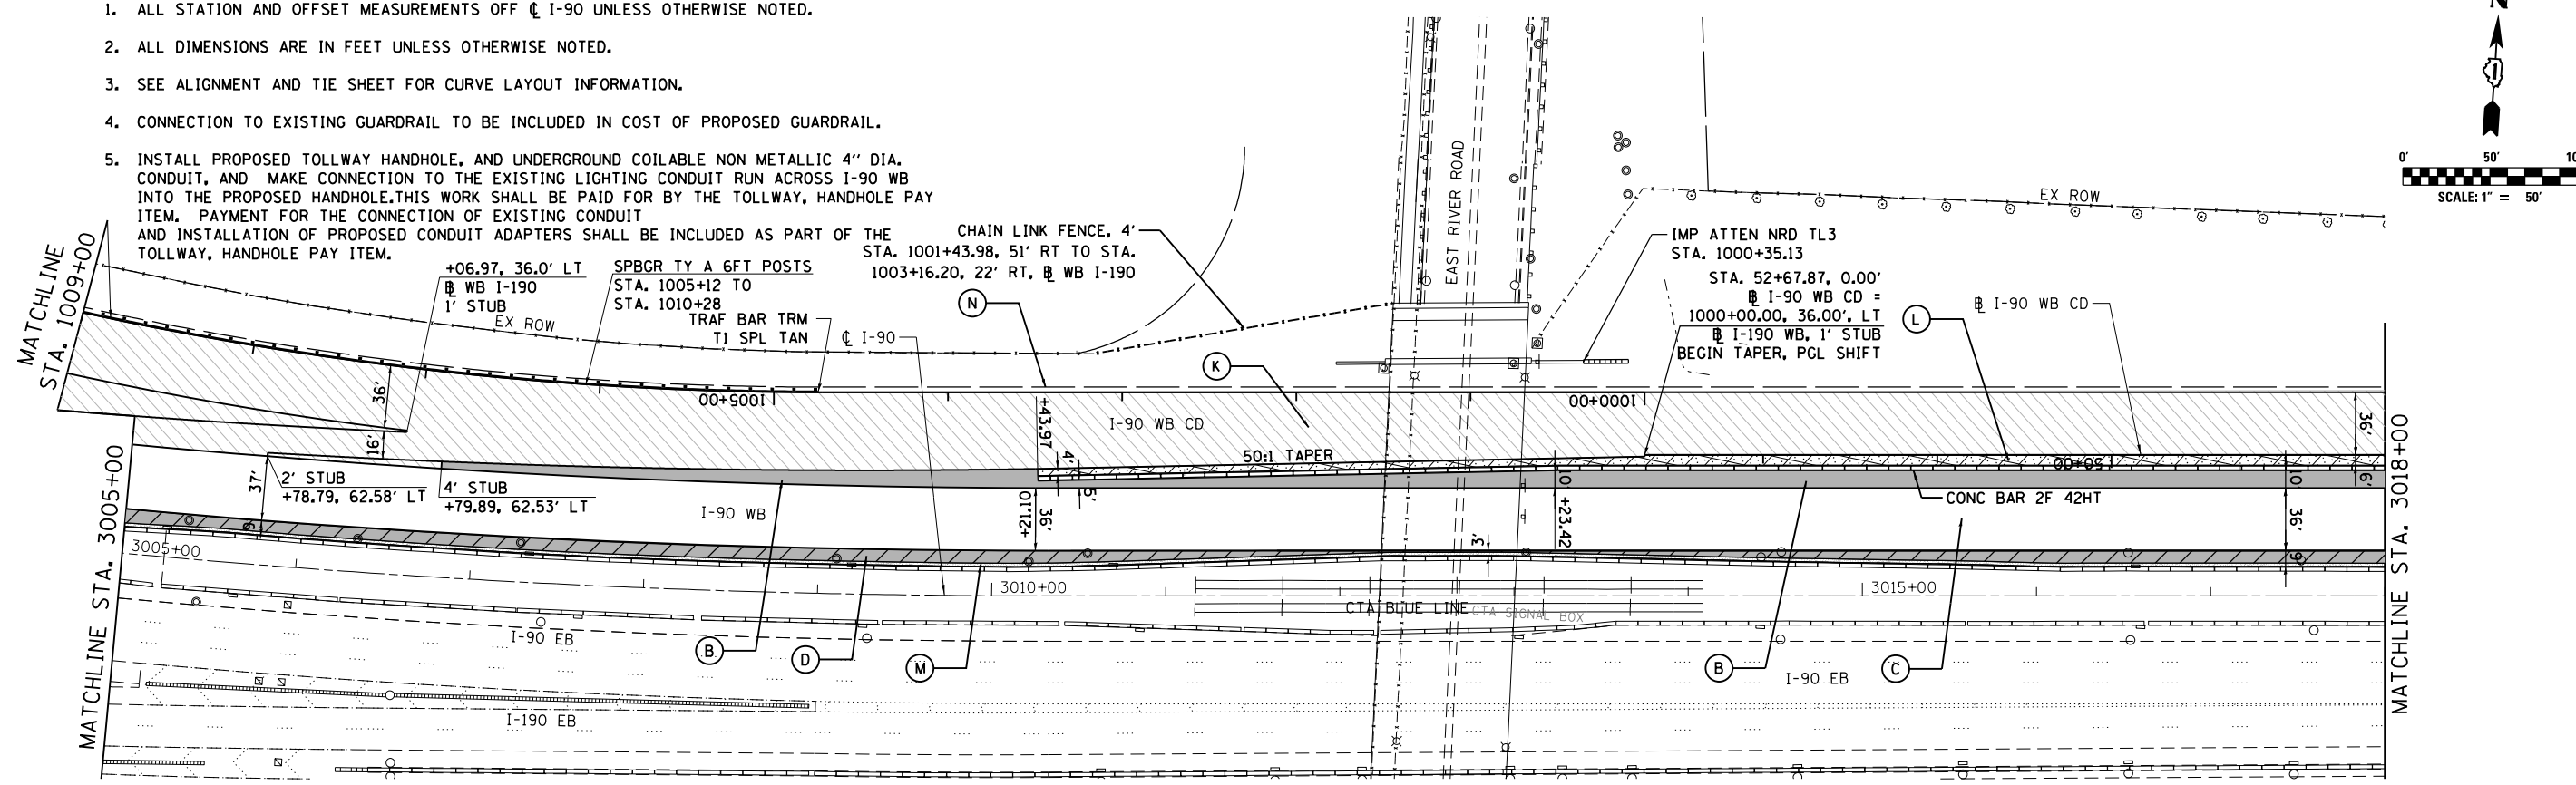 1. ALL STATION AND OFFSET MEASUREMENTS OFF ℄ I-90 UNLESS OTHERWISE NOTED.
2. ALL DIMENSIONS ARE IN FEET UNLESS OTHERWISE NOTED.
3. SEE ALIGNMENT AND TIE SHEET FOR CURVE LAYOUT INFORMATION.
4. CONNECTION TO EXISTING GUARDRAIL TO BE INCLUDED IN COST OF PROPOSED GUARDRAIL.
5. INSTALL PROPOSED TOLLWAY HANDHOLE, AND UNDERGROUND COILABLE NON METALLIC 4'' DIA.
CONDUIT, AND MAKE CONNECTION TO THE EXISTING LIGHTING CONDUIT RUN ACROSS I-90 WB
INTO THE PROPOSED HANDHOLE.THIS WORK SHALL BE PAID FOR BY THE TOLLWAY, HANDHOLE PAY
ITEM. PAYMENT FOR THE CONNECTION OF EXISTING CONDUIT
AND INSTALLATION OF PROPOSED CONDUIT ADAPTERS SHALL BE INCLUDED AS PART OF THE
TOLLWAY, HANDHOLE PAY ITEM.
N
0' 50'
SCALE: 1" = 50'
MATCHLINE
STA. 1009+00
+06.97, 36.0' LT
B WB I-190
1' STUB
SPBGR TY A 6FT POSTS
STA. 1005+12 TO
STA. 1010+28
TRAF BAR TRM
T1 SPL TAN
EX ROW
℄ I-90
CHAIN LINK FENCE, 4'
STA. 1001+43.98, 51' RT TO STA.
1003+16.20, 22' RT, B WB I-190
N
K
EAST RIVER ROAD
IMP ATTEN NRD TL3
STA. 1000+35.13
STA. 52+67.87, 0.00'
B I-90 WB CD =
1000+00.00, 36.00', LT
B I-190 WB, 1' STUB
BEGIN TAPER, PGL SHIFT
L
B I-90 WB CD
EX ROW
36'
16'
1005+00
+43.97
I-90 WB CD
4'
50:1 TAPER
5'
1000+00
50+00
36'
6'
10'
CONC BAR 2F 42HT
MATCHLINE STA. 3005+00
37'
9'
2' STUB
+78.79, 62.58' LT
4' STUB
+79.89, 62.53' LT
I-90 WB
+21.10
36'
10'
+23.42
3'
36'
9'
MATCHLINE STA. 3018+00
3005+00
3010+00
3015+00
CTA BLUE LINE
CTA SIGNAL BOX
I-90 EB
B
D
M
B
C
I-90 EB
I-190 EB